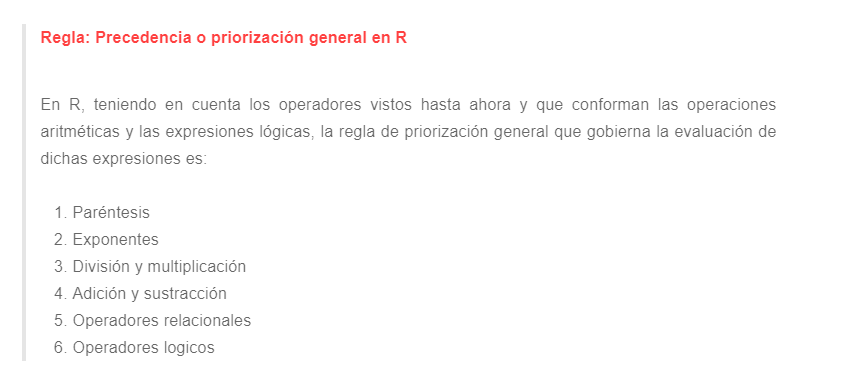 Regla: Precedencia o priorización general en R
En R, teniendo en cuenta los operadores vistos hasta ahora y que conforman las operaciones
aritméticas y las expresiones lógicas, la regla de priorización general que gobierna la evaluación de
dichas expresiones es:
1. Paréntesis
2. Exponentes
3. División y multiplicación
4. Adición y sustracción
5. Operadores relacionales
6. Operadores logicos